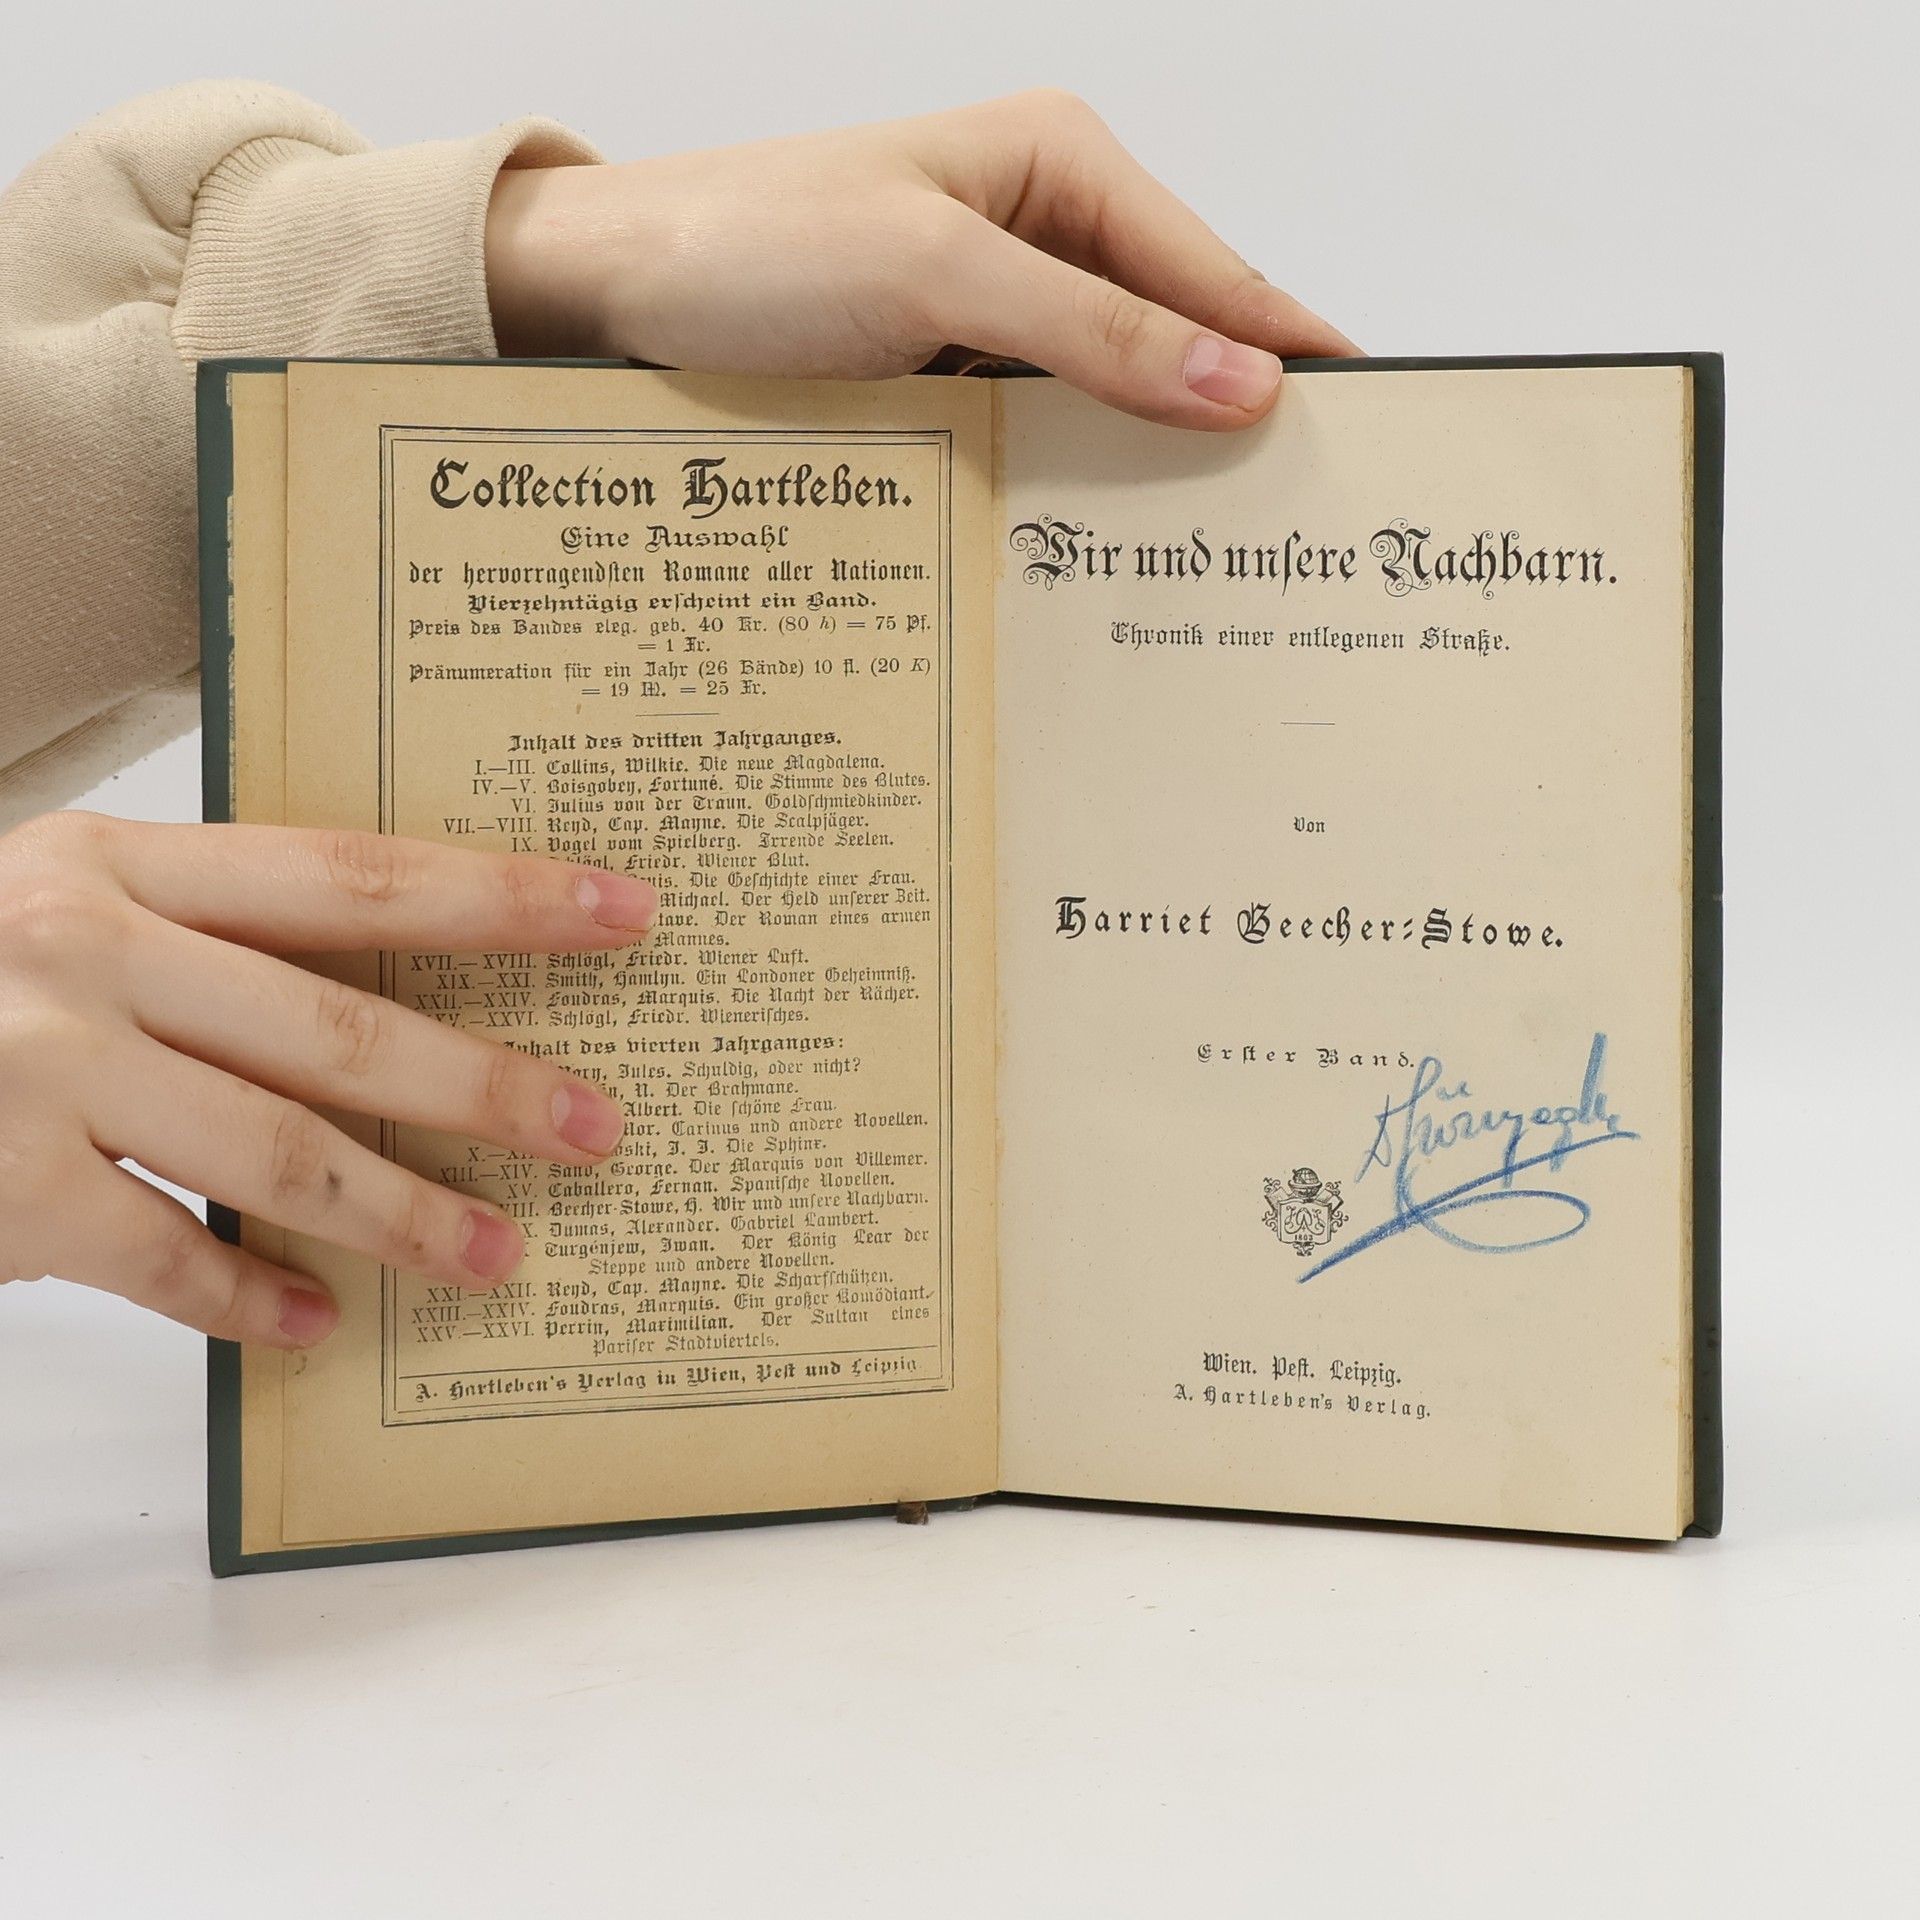 Collection Hartleben.
Eine Auswahl
der hervorragendsten Romane aller Nationen.
Vierzehntägig erscheint ein Band.
Preis des Bandes eleg. geb. 40 Kr. (80 h) = 75 Pf.
= 1 Fr.
Pränumeration für ein Jahr (26 Bände) 10 fl. (20 K)
= 19 M. = 25 Fr.
Inhalt des dritten Jahrganges.
I.—III. Collins, Wilkie. Die neue Magdalena.
IV.—V. Boisgobey, Fortuné. Die Stimme des Blutes.
VI. Julius von der Traun. Goldschmiedkinder.
VII.—VIII. Reyd, Cap. Mayne. Die Scalpjäger.
IX. Vogel vom Spielberg. Irrende Seelen.
Friedr. Wiener Blut.
Die Geschichte einer Frau.
Michael. Der Held unserer Zeit.
Der Roman eines armen
Mannes.
XVII.—XVIII. Schlögl, Friedr. Wiener Luft.
XIX.—XXI. Smith, Hamlyn. Ein Londoner Geheimniß.
XXII.—XXIV. Foudras, Marquis. Die Nacht der Rächer.
—XXVI. Schlögl, Friedr. Wienerisches.
Inhalt des vierten Jahrganges:
Jules. Schuldig, oder nicht?
N. Der Brahmane.
Albert. Die schöne Frau.
Carinus und andere Novellen.
J. J. Die Sphinx.
XIII.—XIV. Sand, George. Der Marquis von Villemer.
XV. Caballero, Fernan. Spanische Novellen.
Beecher-Stowe, H. Wir und unsere Nachbarn.
Dumas, Alexander. Gabriel Lambert.
Turgénjew, Iwan. Der König Lear der
Steppe und andere Novellen.
XXI.—XXII. Reyd, Cap. Mayne. Die Scharfschützen.
XXIII.—XXIV. Foudras, Marquis. Ein großer Komödiant.
XXV.—XXVI. Perrin, Maximilian. Der Sultan eines
Pariser Stadtviertels.
A. Hartleben's Verlag in Wien, Pest und Leipzig.
Wir und unsere Nachbarn.
Chronik einer entlegenen Straße.
Von
Harriet Beecher-Stowe.
Erster Band.
1803
Wien. Pest. Leipzig.
A. Hartleben's Verlag.